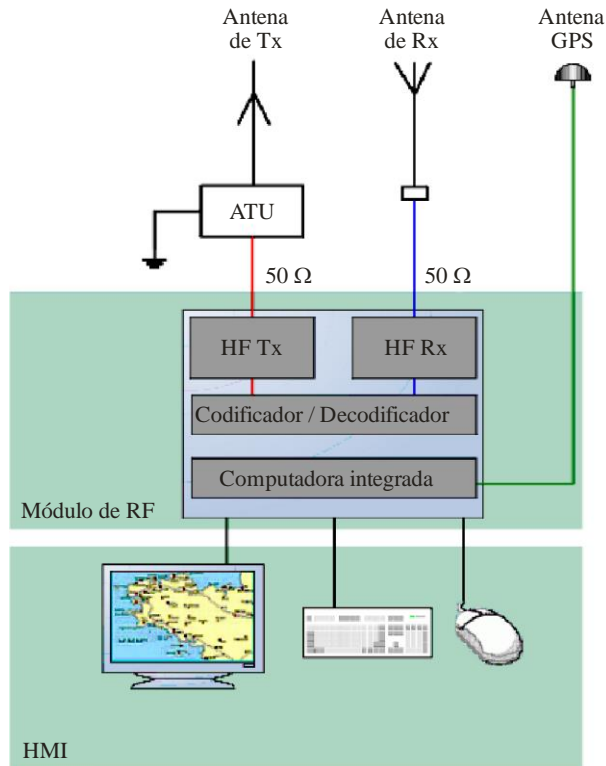 Antena
de Tx
Antena
de Rx
Antena
GPS
ATU
50 Ω
50 Ω
HF Tx
HF Rx
Codificador / Decodificador
Computadora integrada
Módulo de RF
HMI